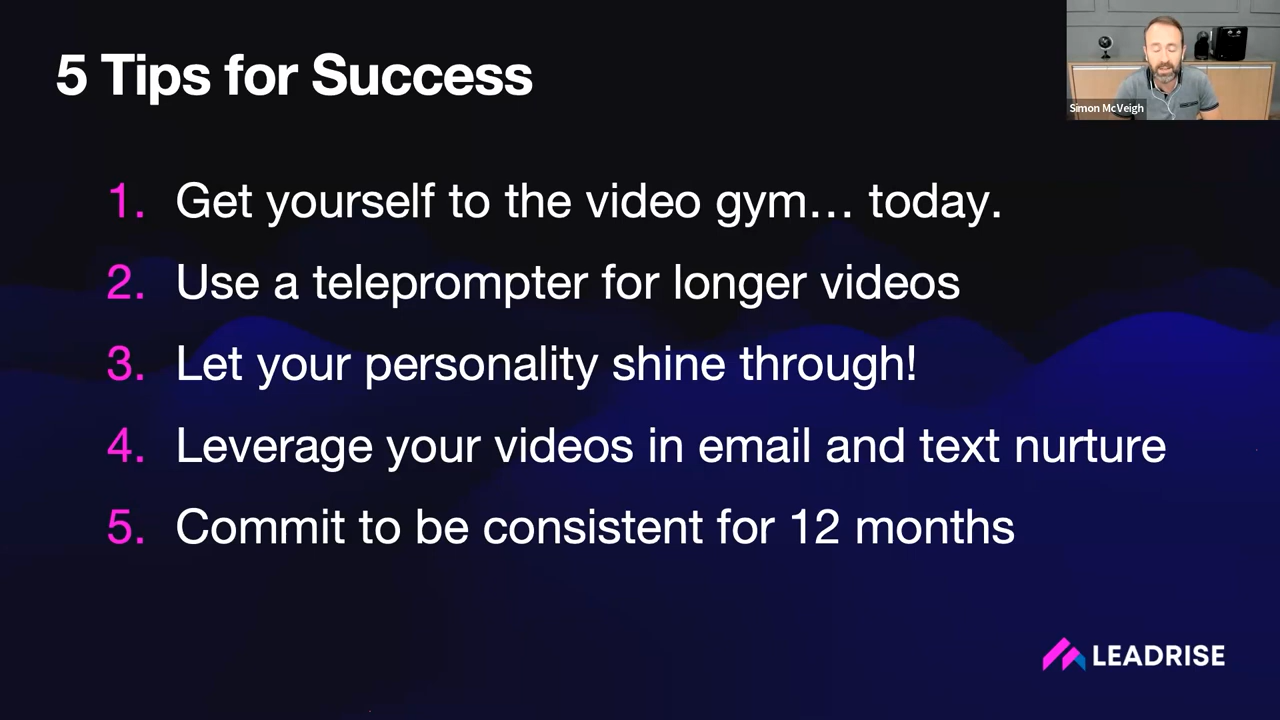 5 Tips for Success
Simon McVeigh
1. Get yourself to the video gym... today.
2. Use a teleprompter for longer videos
3. Let your personality shine through!
4. Leverage your videos in email and text nurture
5. Commit to be consistent for 12 months
LEADRISE